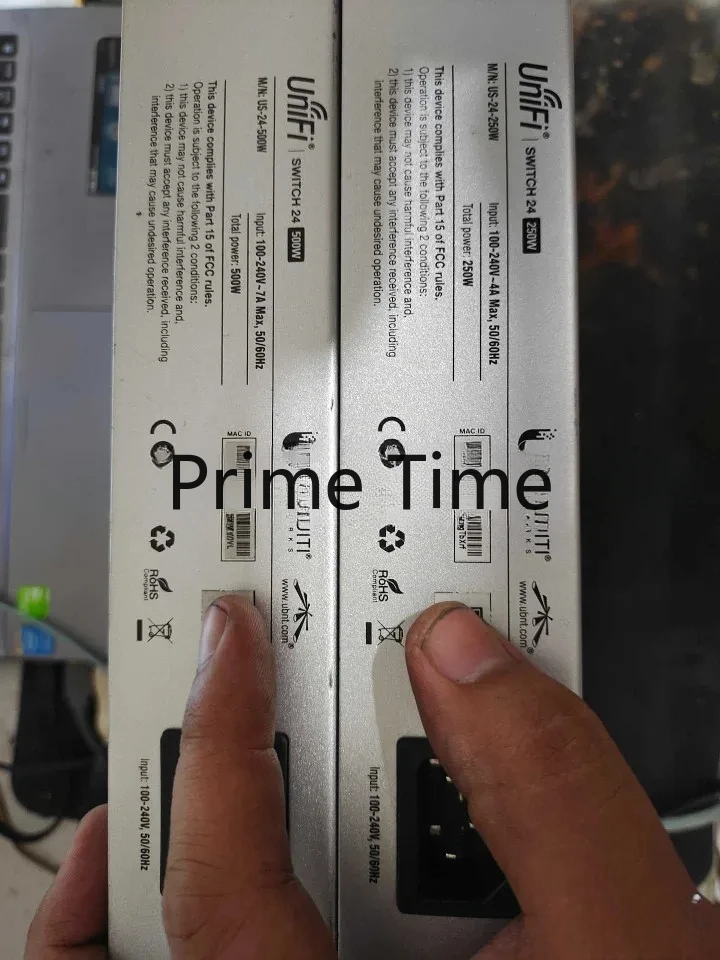 UniFi® | SWITCH 24 500W
M/N: US-24-500W
Input: 100-240V~7A Max, 50/60Hz
Total power: 500W
This device complies with Part 15 of FCC rules.
Operation is subject to the following 2 conditions:
1) this device may not cause harmful interference and,
2) this device must accept any interference received, including
interference that may cause undesired operation.
MAC ID
www.ubnt.com
RoHS
Compliant
Input: 100-240V, 50/60Hz
UniFi® | SWITCH 24 250W
M/N: US-24-250W
Input: 100-240V~4A Max, 50/60Hz
Total power: 250W
This device complies with Part 15 of FCC rules.
Operation is subject to the following 2 conditions:
1) this device may not cause harmful interference and,
2) this device must accept any interference received, including
interference that may cause undesired operation.
MAC ID
www.ubnt.com
RoHS
Compliant
Input: 100-240V, 50/60Hz
Prime Time